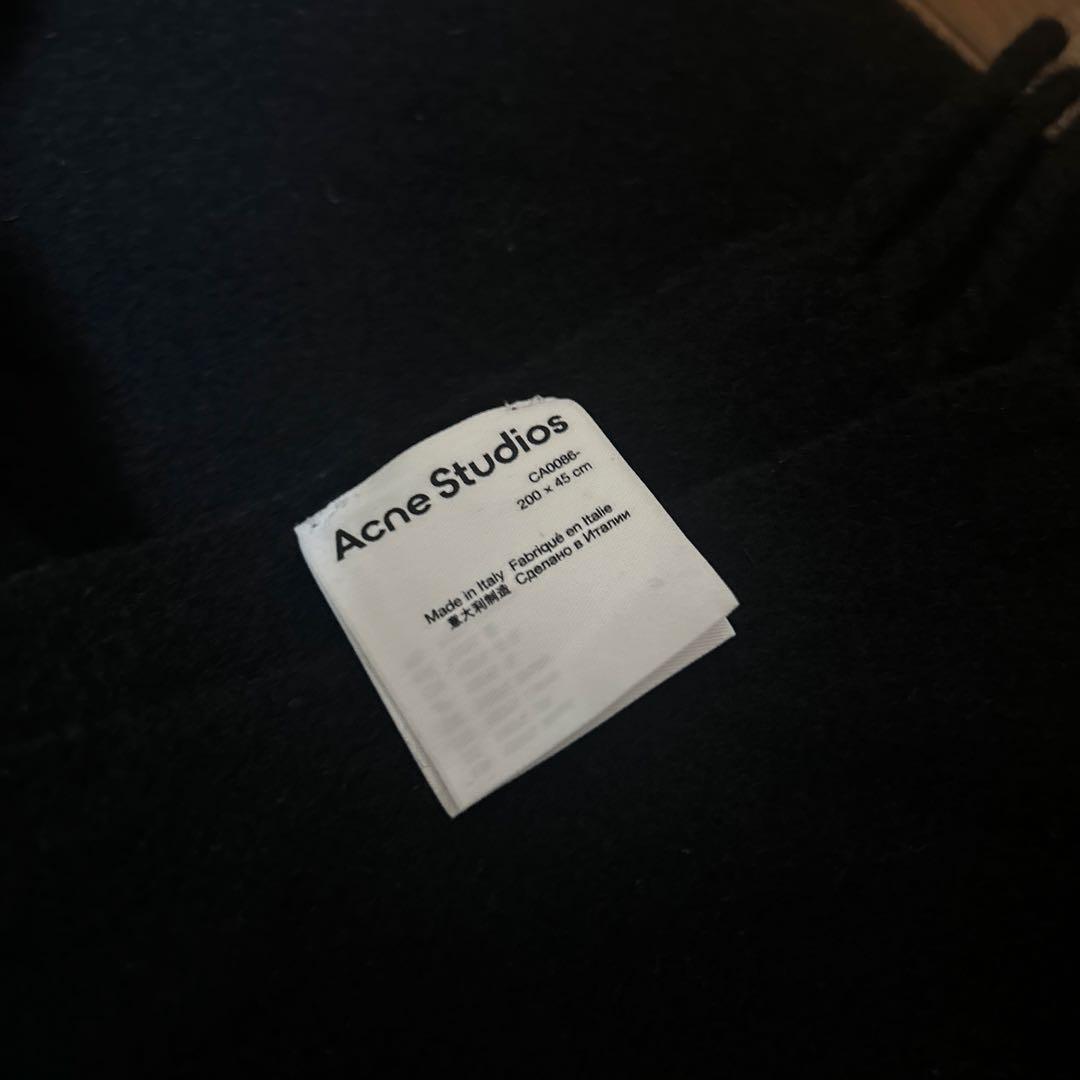 Acne Studios
CA0086-
200 x 45 cm
Made in Italy Fabriqué en Italie
意大利制造 Сделано в Италии